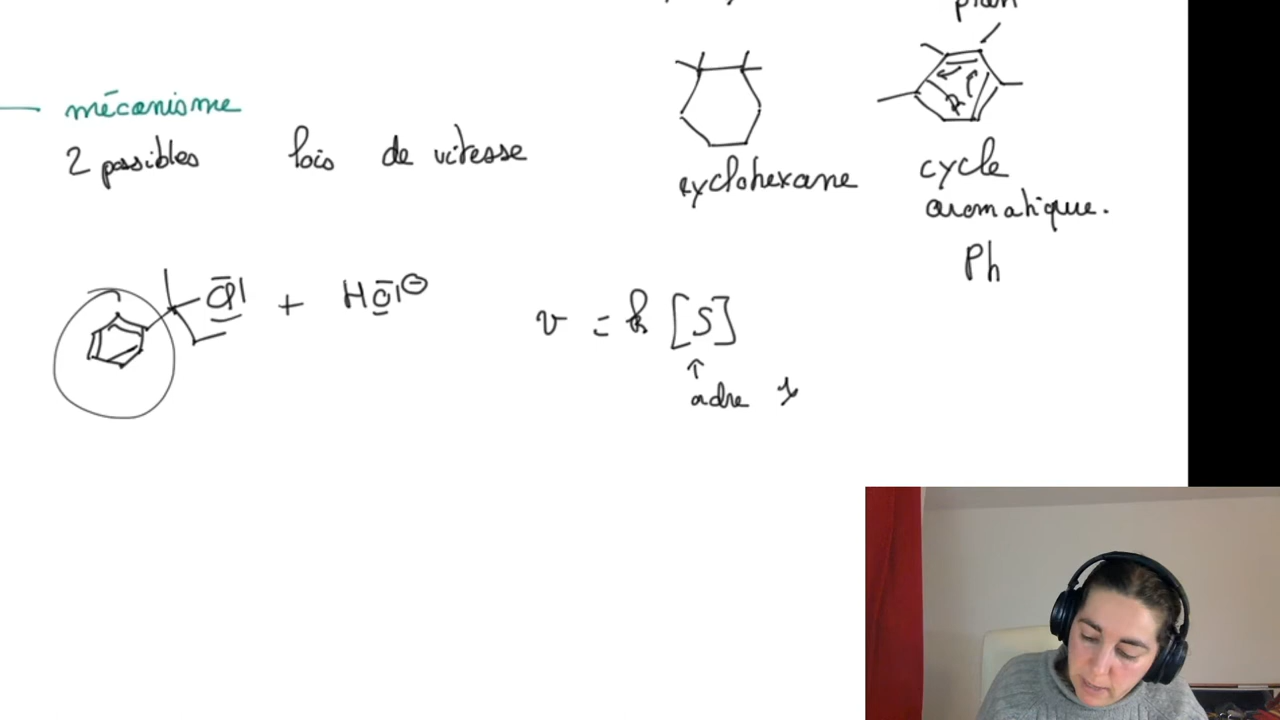 plan
mécanisme
2 possibles lois de vitesse
cyclohexane
cycle
aromatique.
Ph
Cl + HO⊖
v = k [S]
↑
ordre 1